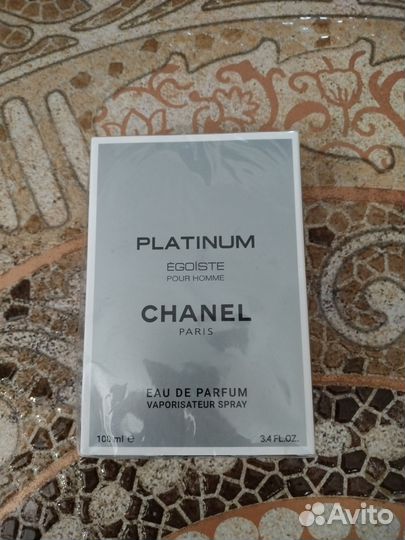 PLATINUM
ÉGOÏSTE
POUR HOMME
CHANEL
PARIS
EAU DE PARFUM
VAPORISATEUR SPRAY
100 ml e 3.4 FL.OZ.
Avito